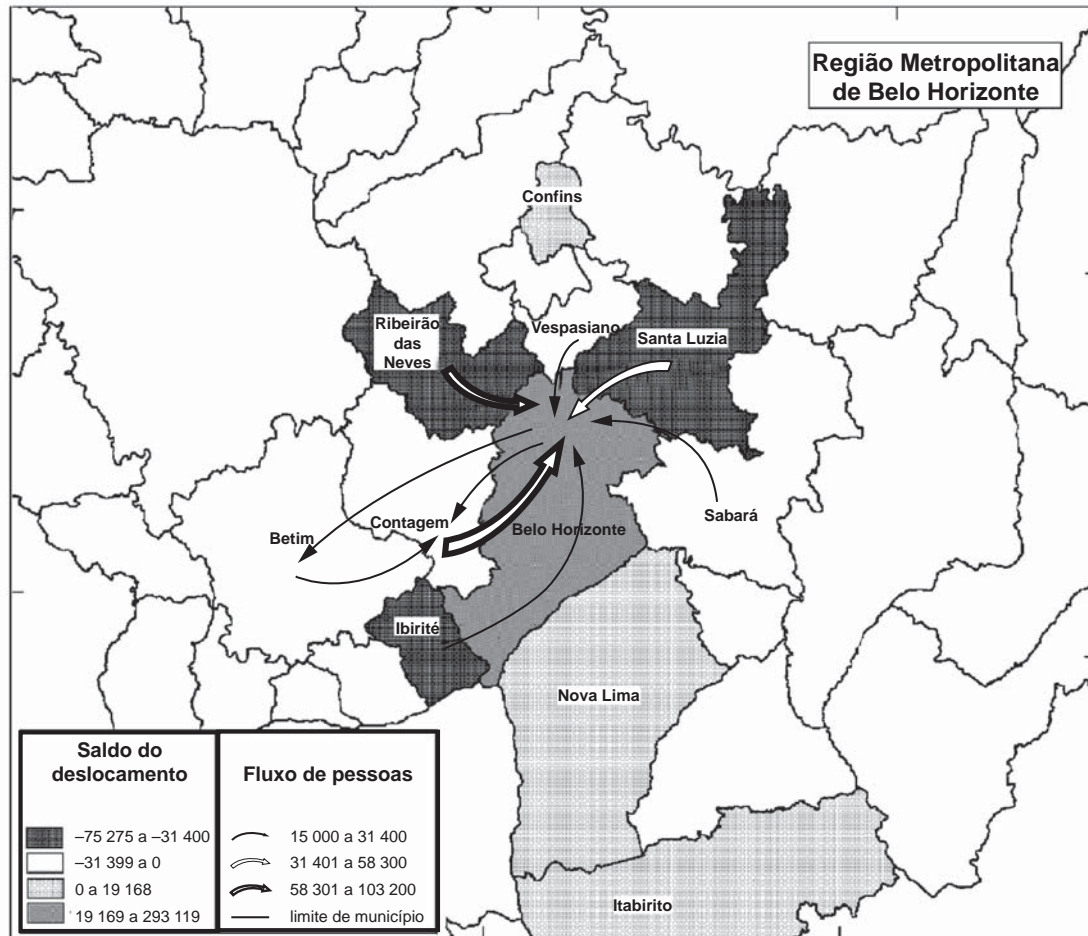 Região Metropolitana
de Belo Horizonte
Confins
Ribeirão
das
Neves
Vespasiano
Santa Luzia
Contagem
Betim
Belo Horizonte
Sabará
Ibirité
Nova Lima
Itabirito
Saldo do
deslocamento
–75 275 a –31 400
–31 399 a 0
0 a 19 168
19 169 a 293 119
Fluxo de pessoas
15 000 a 31 400
31 401 a 58 300
58 301 a 103 200
limite de município